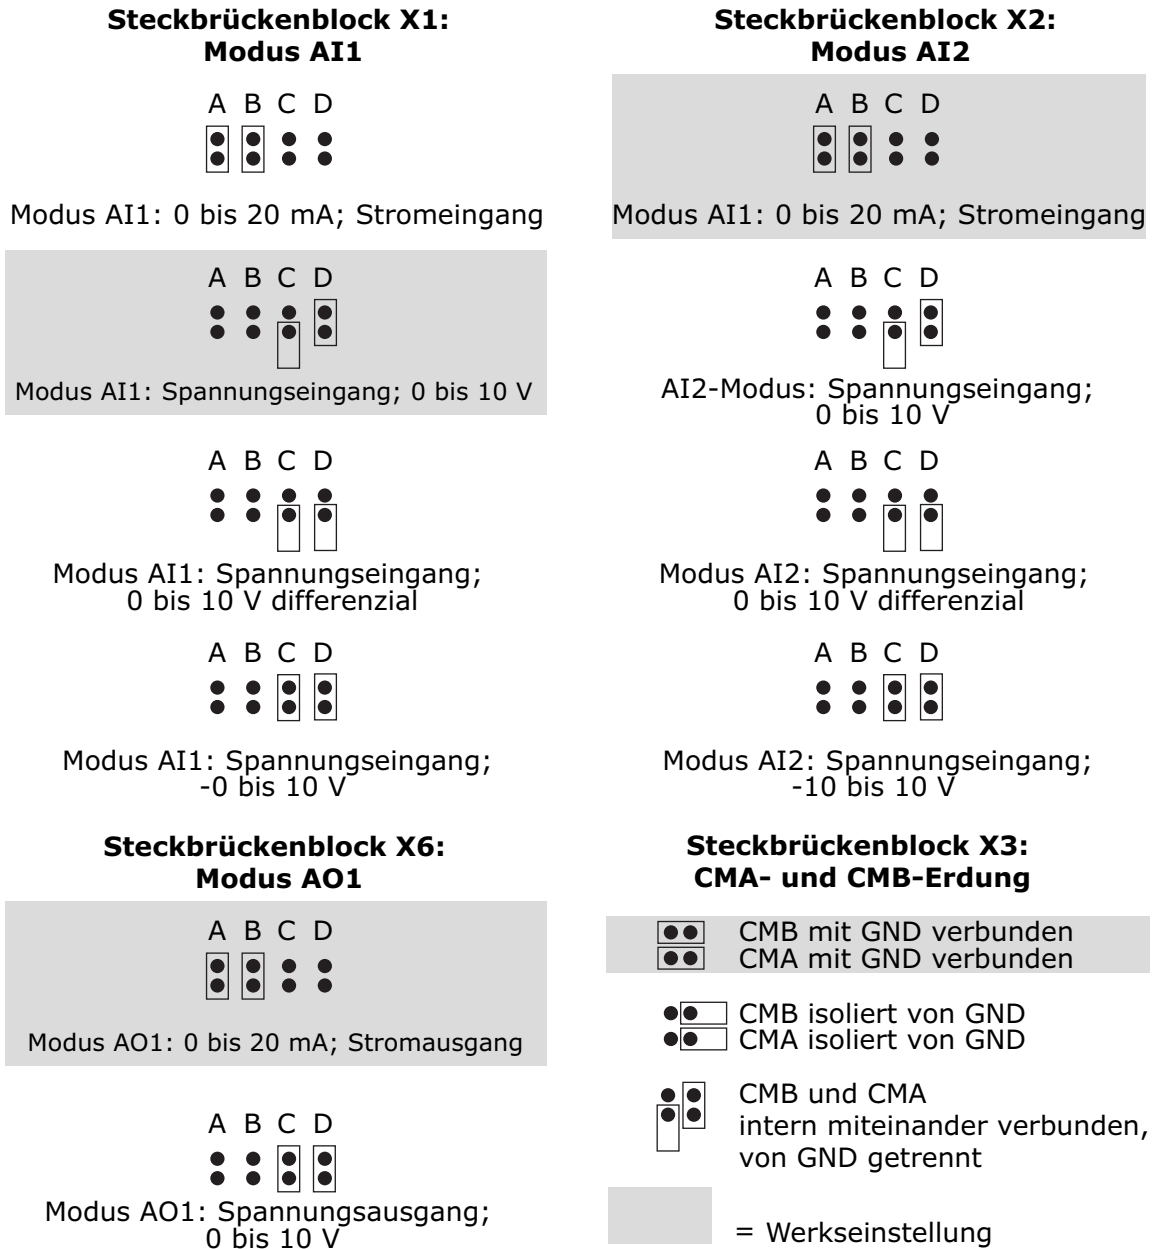 Steckbrückenblock X1:
Modus AI1
A B C D
Modus AI1: 0 bis 20 mA; Stromeingang
A B C D
Modus AI1: Spannungseingang; 0 bis 10 V
A B C D
Modus AI1: Spannungseingang;
0 bis 10 V differenzial
A B C D
Modus AI1: Spannungseingang;
-0 bis 10 V
Steckbrückenblock X2:
Modus AI2
A B C D
Modus AI1: 0 bis 20 mA; Stromeingang
A B C D
AI2-Modus: Spannungseingang;
0 bis 10 V
A B C D
Modus AI2: Spannungseingang;
0 bis 10 V differenzial
A B C D
Modus AI2: Spannungseingang;
-10 bis 10 V
Steckbrückenblock X6:
Modus AO1
A B C D
Modus AO1: 0 bis 20 mA; Stromausgang
A B C D
Modus AO1: Spannungsausgang;
0 bis 10 V
Steckbrückenblock X3:
CMA- und CMB-Erdung
CMB mit GND verbunden
CMA mit GND verbunden
CMB isoliert von GND
CMA isoliert von GND
CMB und CMA
intern miteinander verbunden,
von GND getrennt
= Werkseinstellung